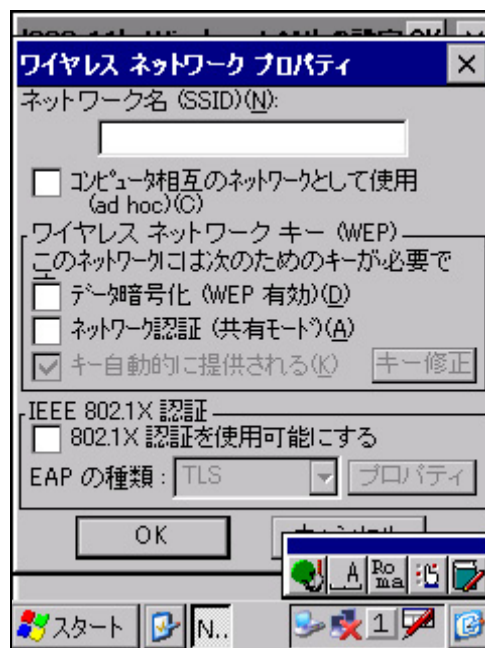 ワイヤレス ネットワーク プロパティ
ネットワーク名 (SSID)(N):
コンピュータ相互のネットワークとして使用
(ad hoc)(C)
ワイヤレス ネットワーク キー (WEP)
このネットワークには次のためのキーが必要で
データ暗号化 (WEP 有効)(D)
ネットワーク認証 (共有モード)(A)
キー自動的に提供される(K)
キー修正
IEEE 802.1X 認証
802.1X 認証を使用可能にする
EAP の種類 :
TLS
プロパティ
OK
A
Ro
ma
スタート
N..
1